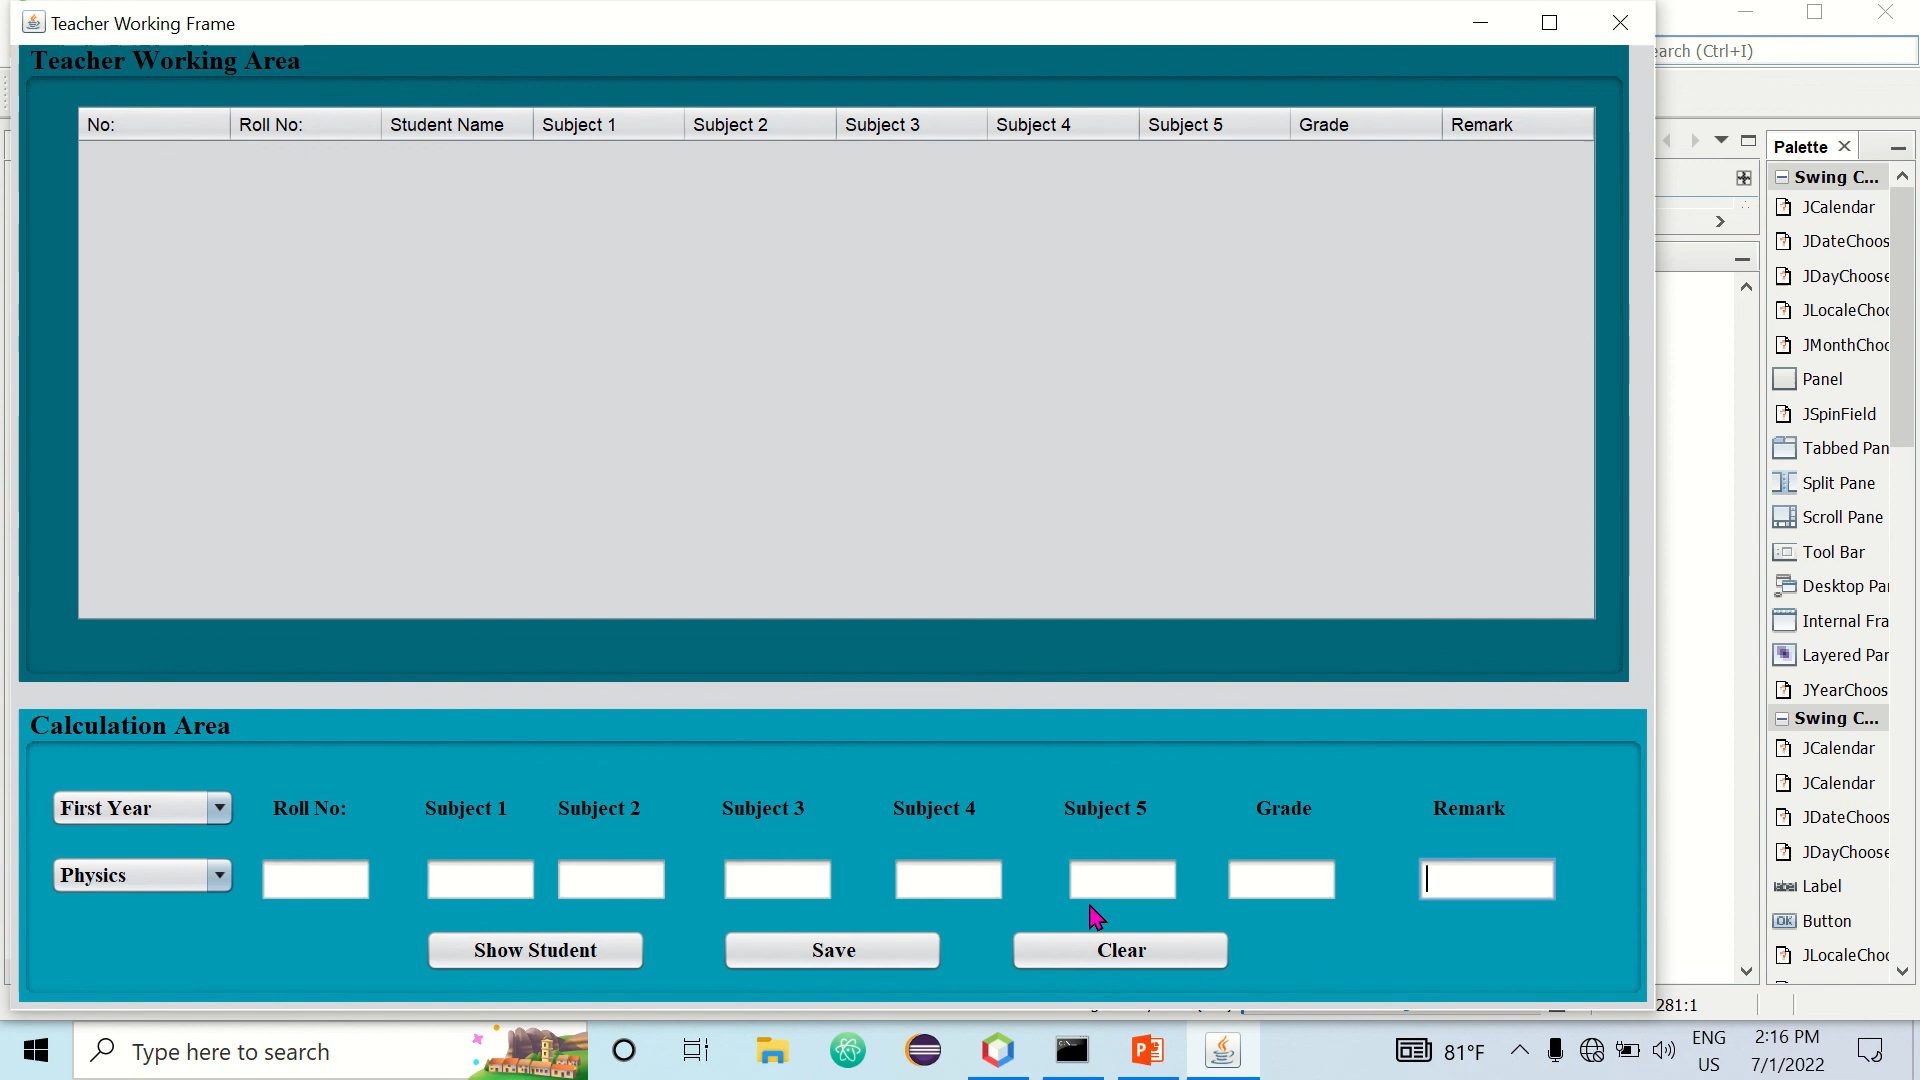 Teacher Working Frame
earch (Ctrl+I)
Teacher Working Area
No: Roll No: Student Name Subject 1 Subject 2 Subject 3 Subject 4 Subject 5 Grade Remark
Palette
Swing C...
JCalendar
JDateChoos
JDayChoose
JLocaleChoo
JMonthChoo
Panel
JSpinField
Tabbed Pan
Split Pane
Scroll Pane
Tool Bar
Desktop Pa
Internal Fra
Layered Par
JYearChoos
Swing C...
JCalendar
JCalendar
JDateChoos
JDayChoose
Label
Button
JLocaleChoo
Calculation Area
First Year Roll No: Subject 1 Subject 2 Subject 3 Subject 4 Subject 5 Grade Remark
Physics
Show Student Save Clear
281:1
Type here to search
81°F
ENG
US
2:16 PM
7/1/2022